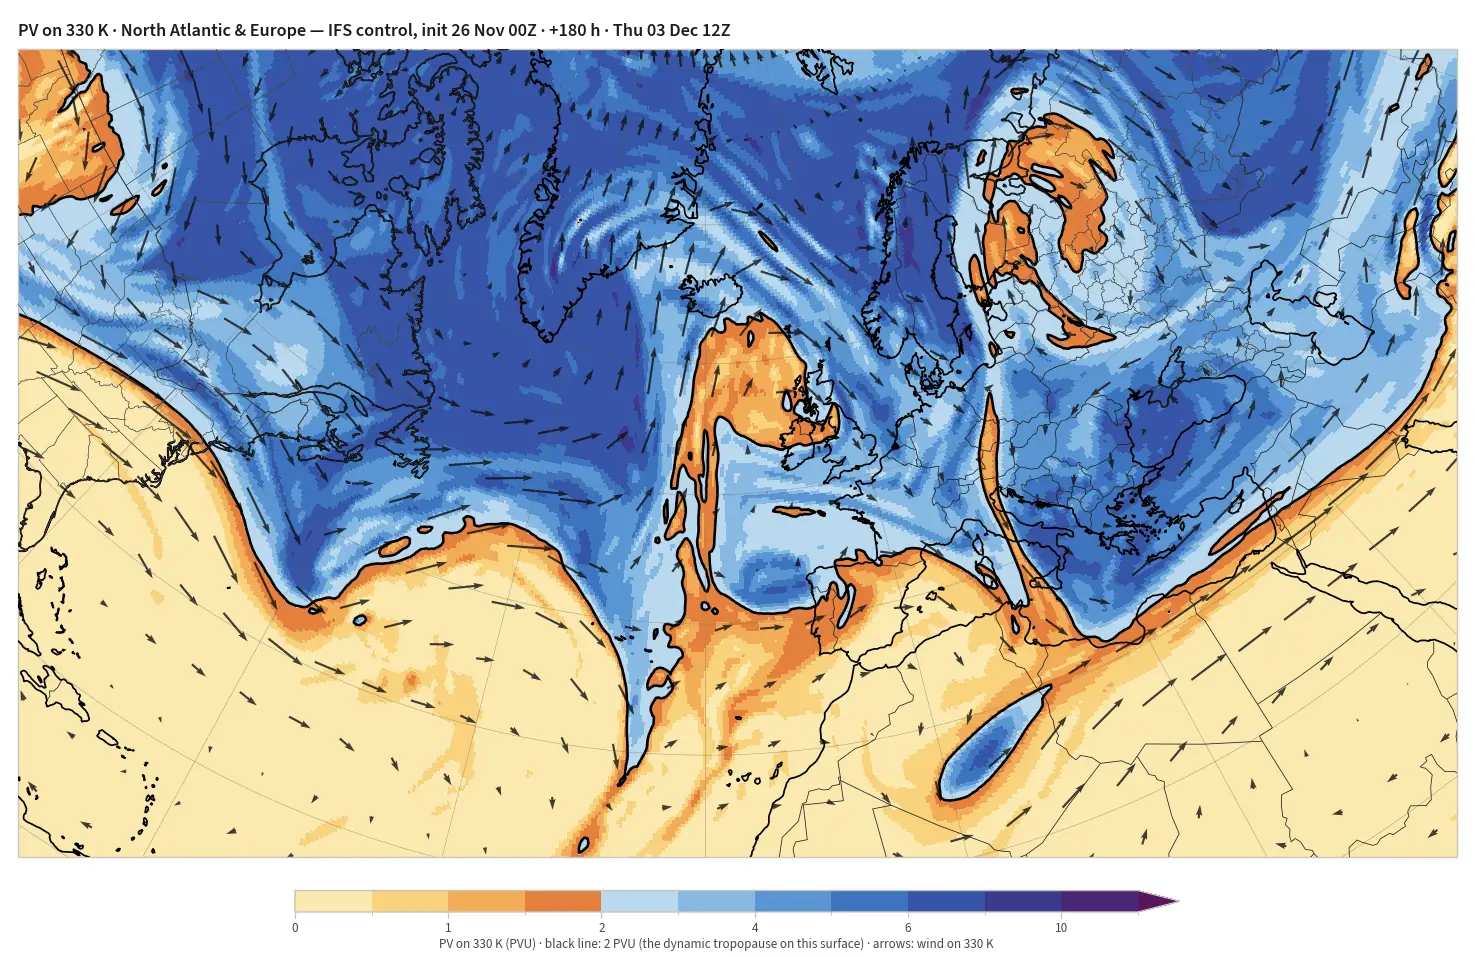 PV on 330 K · North Atlantic & Europe — IFS control, init 26 Nov 00Z · +180 h · Thu 03 Dec 12Z
0 1 2 4 6 10
PV on 330 K (PVU) · black line: 2 PVU (the dynamic tropopause on this surface) · arrows: wind on 330 K